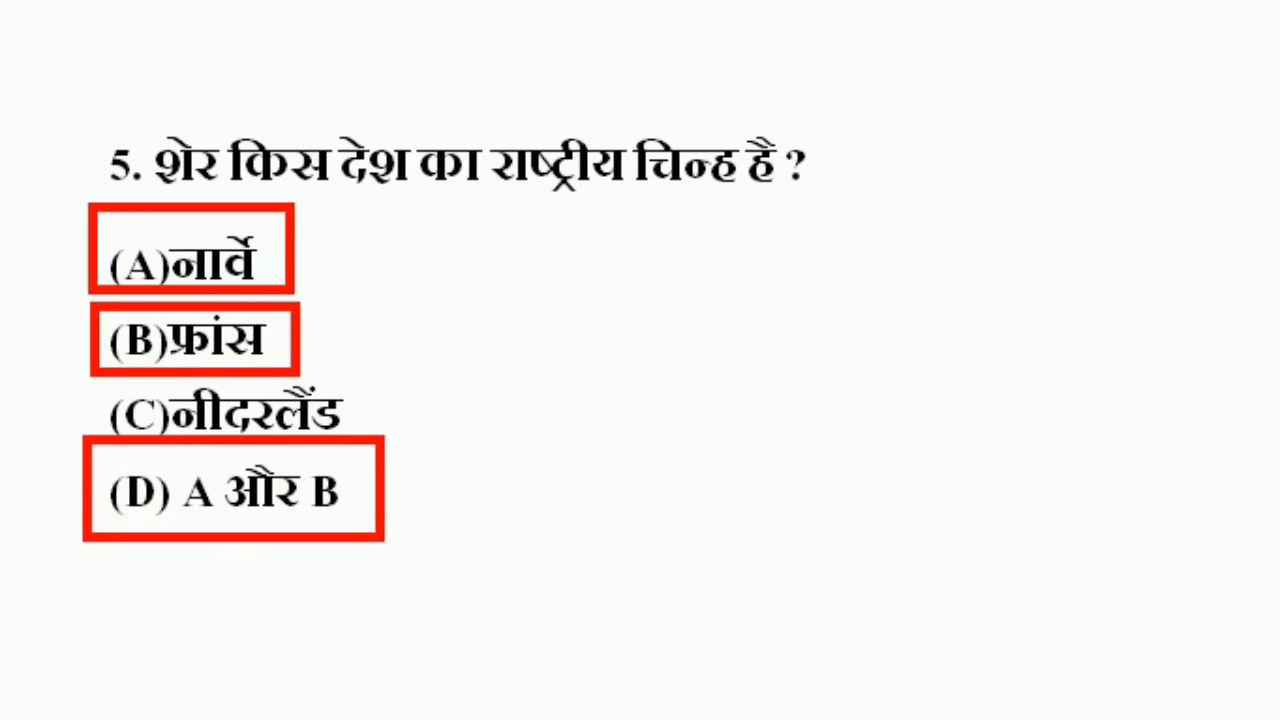 5. शेर किस देश का राष्ट्रीय चिन्ह है ?
(A)नार्वे
(B)फ्रांस
(C)नीदरलैंड
(D) A और B